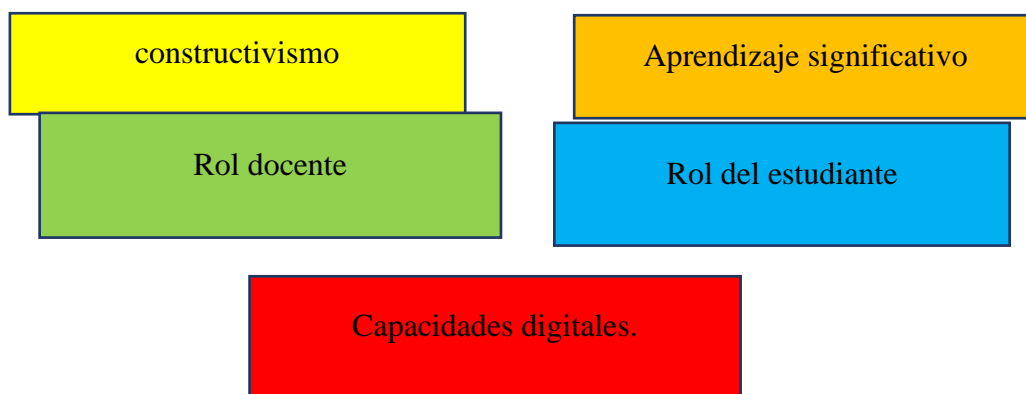 constructivismo
Aprendizaje significativo
Rol docente
Rol del estudiante
Capacidades digitales.